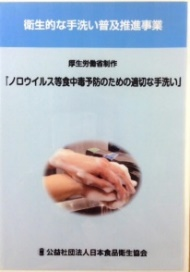 衛生的な手洗い普及推進事業
厚生労働省制作
「ノロウイルス等食中毒予防のための適切な手洗い」
公益社団法人日本食品衛生協会